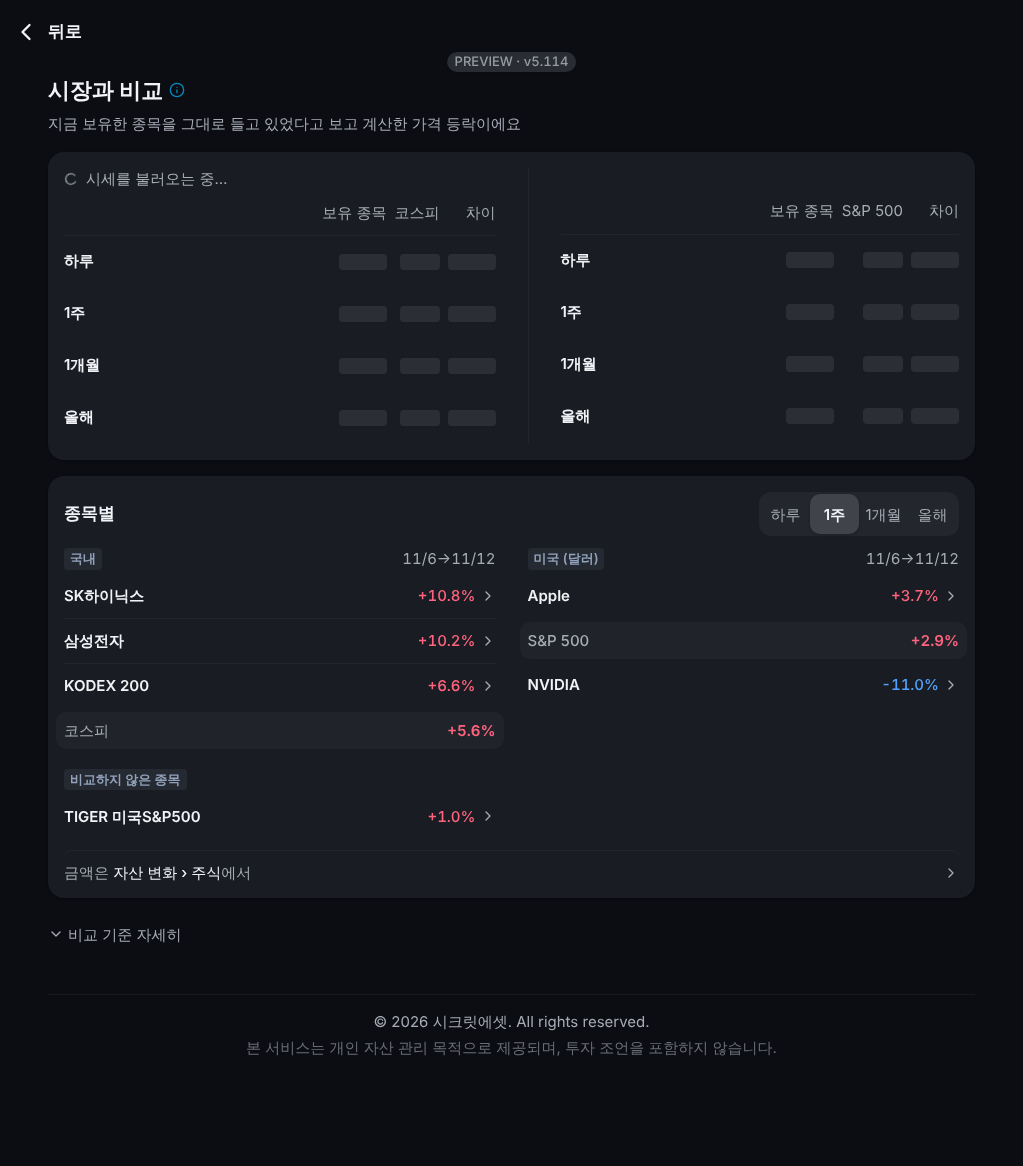 뒤로
PREVIEW · v5.114
시장과 비교
지금 보유한 종목을 그대로 들고 있었다고 보고 계산한 가격 등락이에요
시세를 불러오는 중...
보유 종목 코스피 차이
하루
1주
1개월
올해
보유 종목 S&P 500 차이
하루
1주
1개월
올해
종목별
하루 1주 1개월 올해
국내 11/6→11/12
SK하이닉스 +10.8%
삼성전자 +10.2%
KODEX 200 +6.6%
코스피 +5.6%
비교하지 않은 종목
TIGER 미국S&P500 +1.0%
미국 (달러) 11/6→11/12
Apple +3.7%
S&P 500 +2.9%
NVIDIA -11.0%
금액은 자산 변화 › 주식에서
비교 기준 자세히
© 2026 시크릿에셋. All rights reserved.
본 서비스는 개인 자산 관리 목적으로 제공되며, 투자 조언을 포함하지 않습니다.